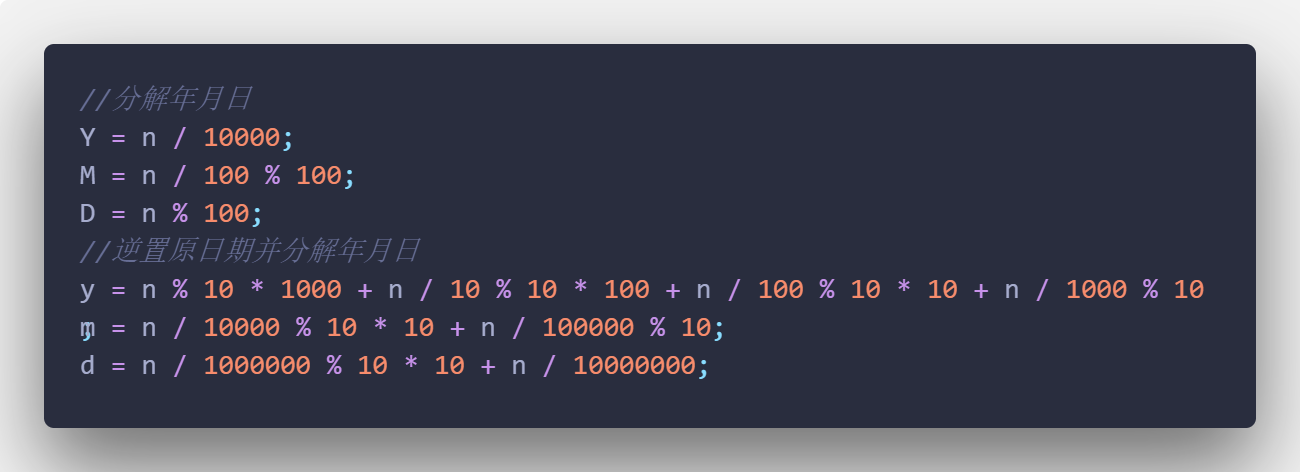 //分解年月日
Y = n / 10000;
M = n / 100 % 100;
D = n % 100;
//逆置原日期并分解年月日
y = n % 10 * 1000 + n / 10 % 10 * 100 + n / 100 % 10 * 10 + n / 1000 % 10
;
m = n / 10000 % 10 * 10 + n / 100000 % 10;
d = n / 1000000 % 10 * 10 + n / 10000000;